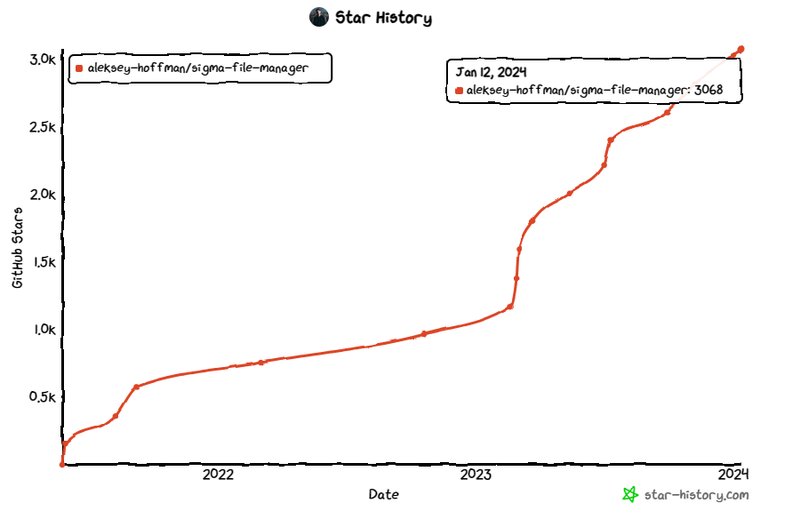 Star History
3.0k
aleksey-hoffman/sigma-file-manager
Jan 12, 2024
aleksey-hoffman/sigma-file-manager: 3068
2.5k
2.0k
1.5k
1.0k
0.5k
GitHub Stars
2022
2023
2024
Date
star-history.com